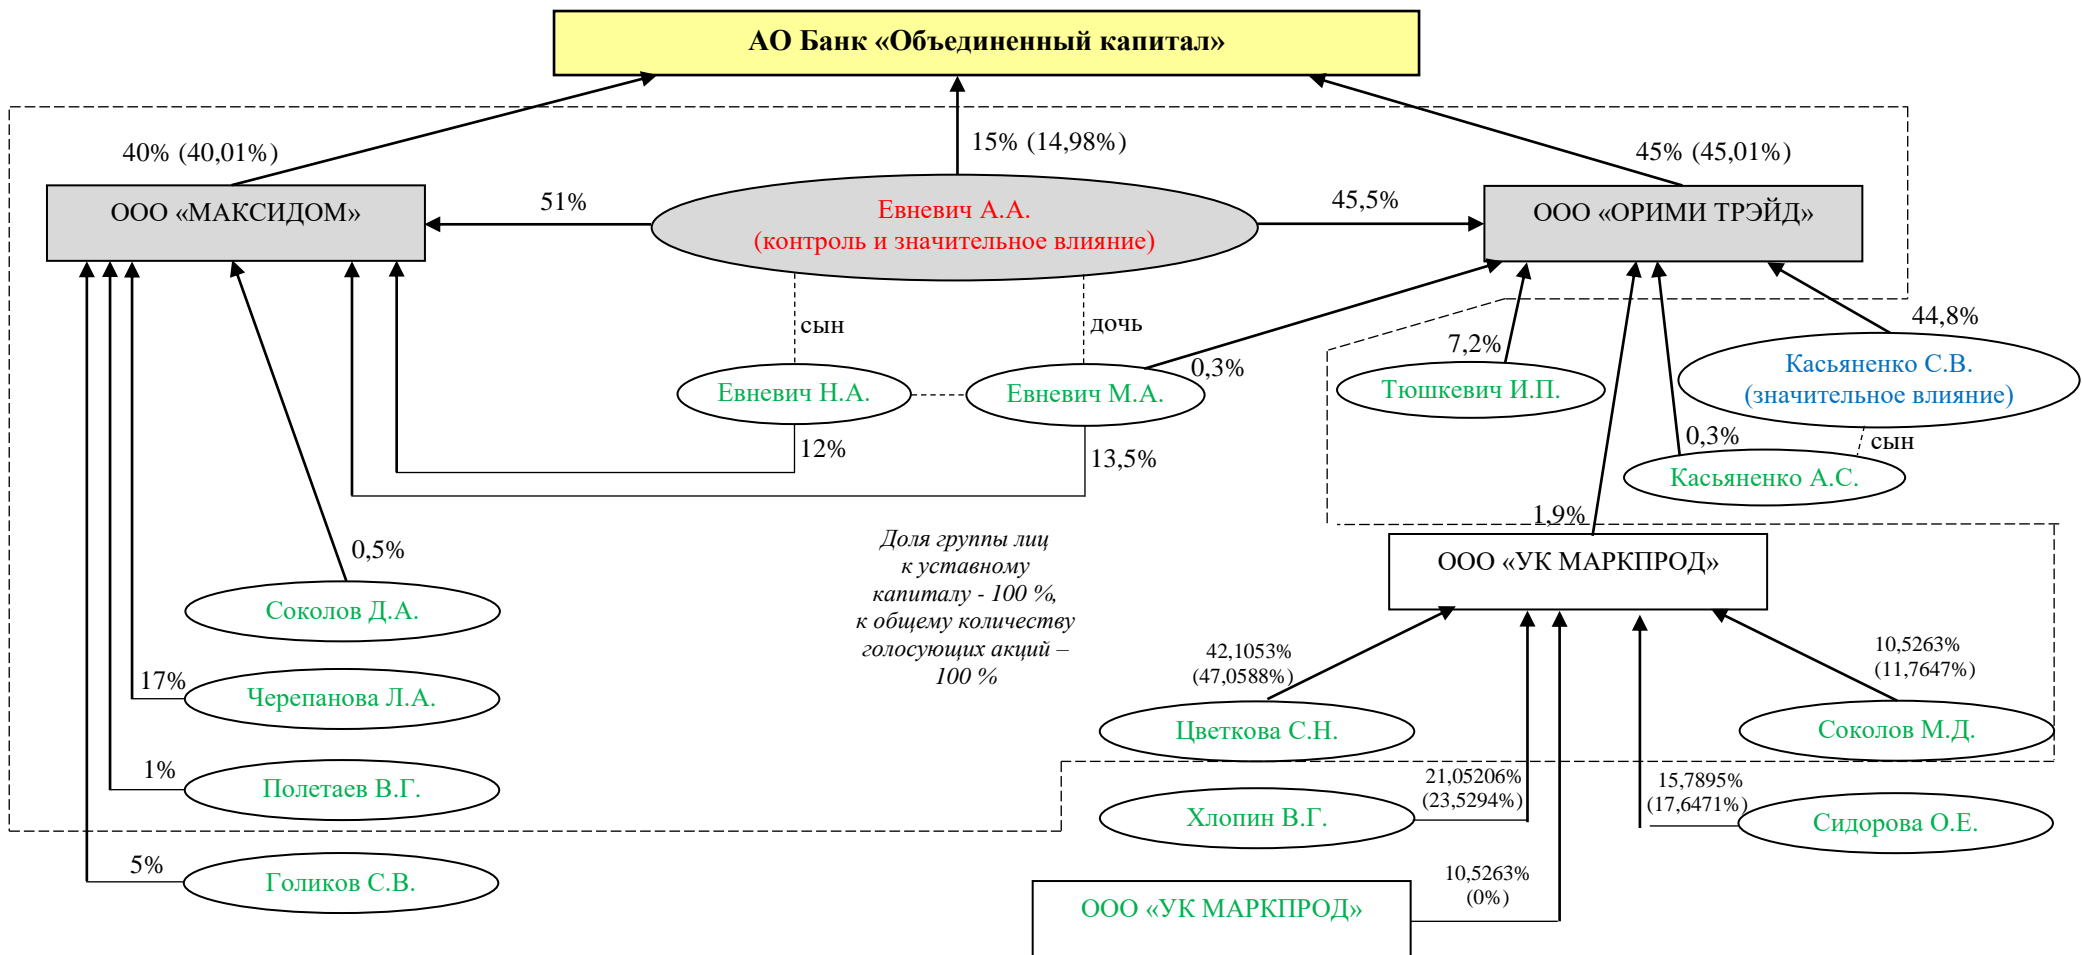 АО Банк «Объединенный капитал»
40% (40,01%)
15% (14,98%)
45% (45,01%)
ООО «МАКСИДОМ»
51%
Евневич А.А.
(контроль и значительное влияние)
45,5%
ООО «ОРИМИ ТРЭЙД»
сын
дочь
44,8%
7,2%
0,3%
Евневич Н.А.
Евневич М.А.
Тюшкевич И.П.
Касьяненко С.В.
(значительное влияние)
12%
13,5%
0,3%
сын
Касьяненко А.С.
1,9%
0,5%
Доля группы лиц
к уставному
капиталу - 100 %,
к общему количеству
голосующих акций –
100 %
ООО «УК МАРКПРОД»
Соколов Д.А.
42,1053%
(47,0588%)
10,5263%
(11,7647%)
17%
Черепанова Л.А.
Цветкова С.Н.
Соколов М.Д.
1%
Полетаев В.Г.
21,05206%
(23,5294%)
15,7895%
(17,6471%)
Хлопин В.Г.
Сидорова О.Е.
5%
Голиков С.В.
10,5263%
(0%)
ООО «УК МАРКПРОД»